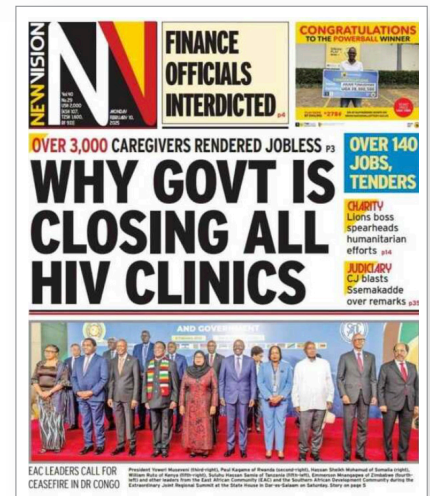 NEW VISION
MONDAY
FEBRUARY 10,
2025
FINANCE
OFFICIALS
INTERDICTED p4
CONGRATULATIONS
TO THE POWERBALL WINNER
OVER 3,000 CAREGIVERS RENDERED JOBLESS P3
WHY GOVT IS
CLOSING ALL
HIV CLINICS
OVER 140
JOBS,
TENDERS
CHARITY
Lions boss
spearheads
humanitarian
efforts p14
JUDICIARY
CJ blasts
Ssemakadde
over remarks
AND GOVERNMENT
EAC LEADERS CALL FOR
CEASEFIRE IN DR CONGO
President Yoweri Museveni (third-right), Paul Kagame of Rwanda (second-right), Hassan Sheikh Mohamud of Somalia (right),
William Ruto of Kenya (fifth-right), Suluhu Hassan Samia of Tanzania (fifth-left), Emmerson Mnangagwa of Zimbabwe (fourth-
left) and other leaders from the East African Community (EAC) and the Southern African Development Community during the
Extraordinary Joint Regional Summit at the State House in Dar-es-Salaam on Saturday. Story on page 5